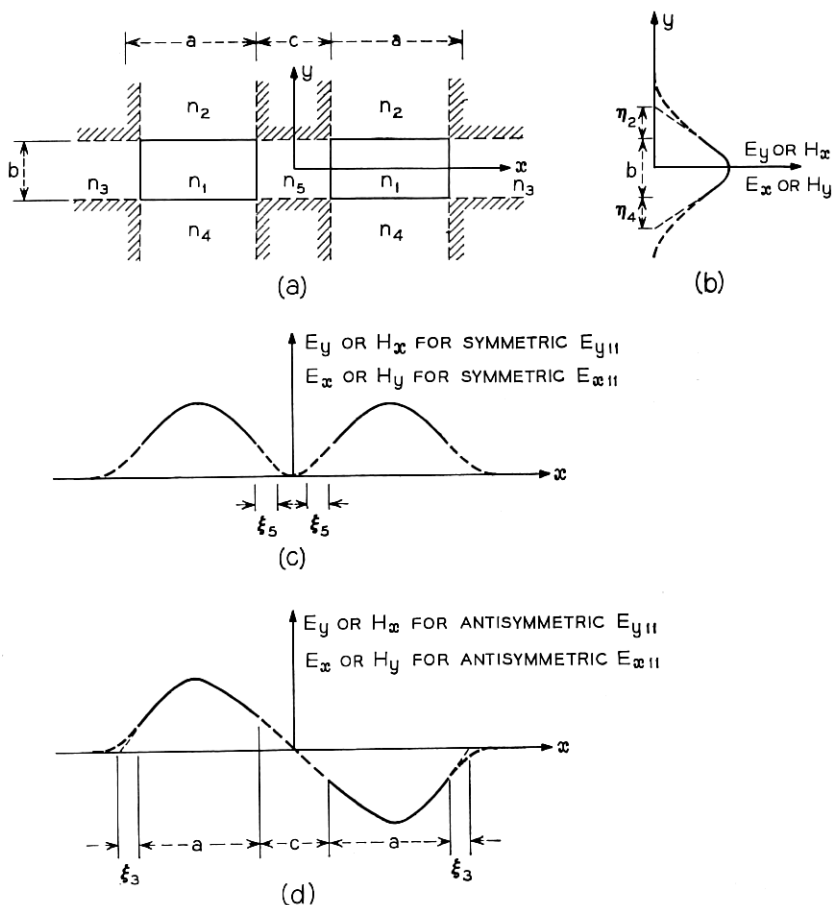 a c a
y
n2 n2
b
x
n3 n1 n5 n1 n3
n4 n4
(a)
y
η2
b
Ey OR Hx
Ex OR Hy
η4
(b)
Ey OR Hx FOR SYMMETRIC Ey11
Ex OR Hy FOR SYMMETRIC Ex11
x
ξ5 ξ5
(c)
Ey OR Hx FOR ANTISYMMETRIC Ey11
Ex OR Hy FOR ANTISYMMETRIC Ex11
x
a c a
ξ3 ξ3
(d)